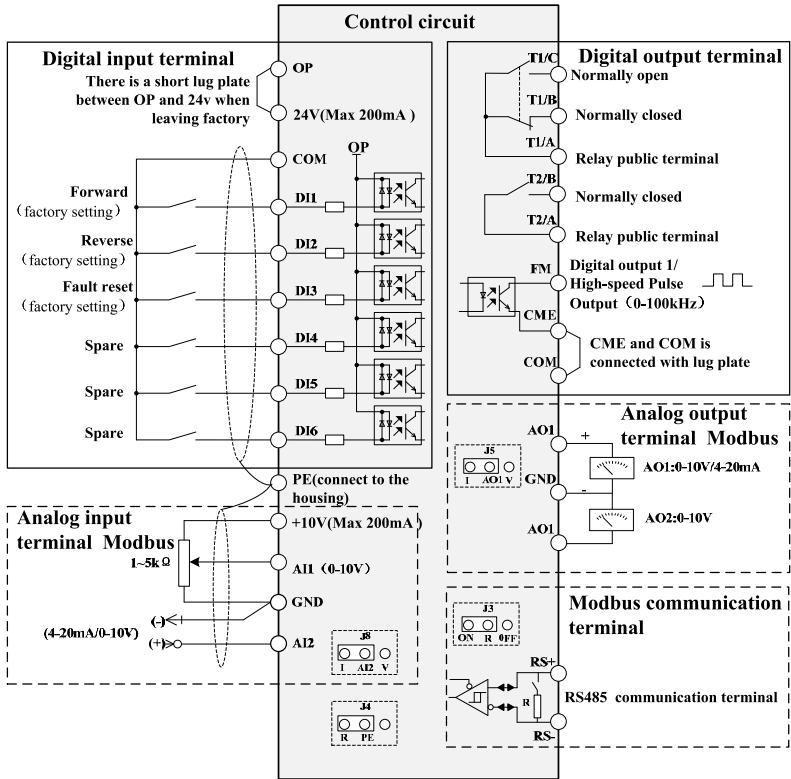 Control circuit
Digital input terminal
There is a short lug plate
between OP and 24v when
leaving factory
OP
24V(Max 200mA )
COM
OP
Forward
（factory setting）
DI1
Reverse
（factory setting）
DI2
Fault reset
（factory setting）
DI3
Spare
DI4
Spare
DI5
Spare
DI6
PE(connect to the
housing)
Analog input
terminal Modbus
+10V(Max 200mA )
1~5k Ω
AI1（0-10V）
GND
(-)
(4-20mA/0-10V)
(+)
AI2
J8
I AI2 V
J4
R PE
Digital output terminal
T1/C
Normally open
T1/B
Normally closed
T1/A
Relay public terminal
T2/B
Normally closed
T2/A
Relay public terminal
FM
Digital output 1/
High-speed Pulse
Output（0-100kHz）
CME
CME and COM is
connected with lug plate
COM
Analog output
terminal Modbus
AO1
+
J5
I AO1 V
AO1:0-10V/4-20mA
GND
-
AO2:0-10V
AO1
Modbus communication
terminal
J3
ON R 0FF
RS+
R
RS485 communication terminal
RS-